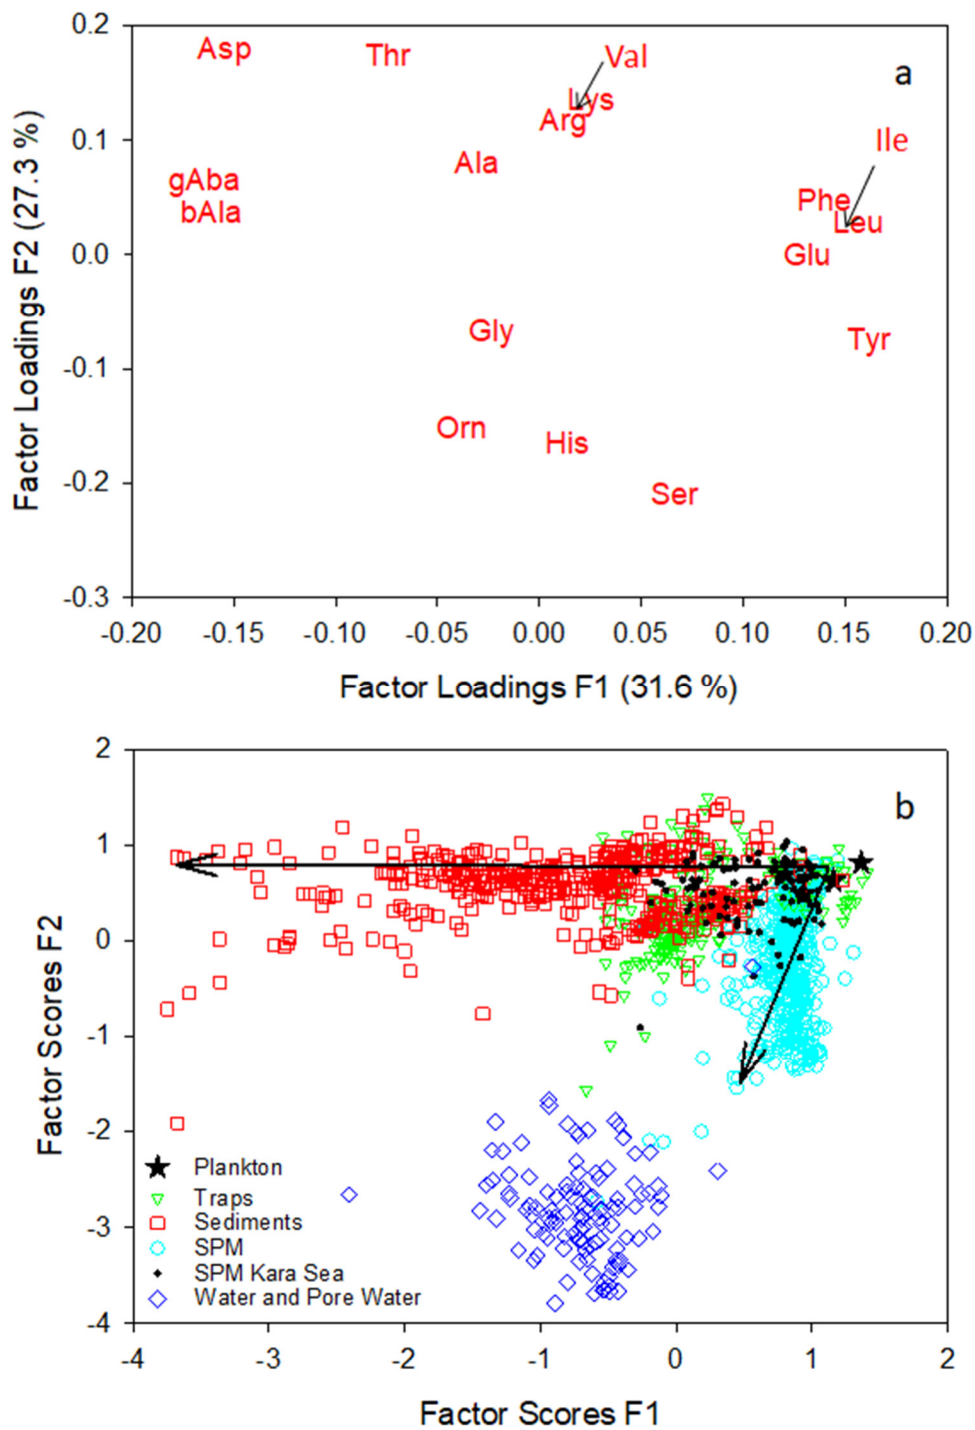 0.2
Asp
Thr
Val
a
Lys
Arg
0.1
Ile
Ala
gAba
Phe
bAla
Leu
0.0
Glu
Gly
Tyr
-0.1
Orn
His
-0.2
Ser
-0.3
Factor Loadings F2 (27.3 %)
-0.20 -0.15 -0.10 -0.05 0.00 0.05 0.10 0.15 0.20
Factor Loadings F1 (31.6 %)
2
b
1
0
-1
-2
-3
-4
Factor Scores F2
Plankton
Traps
Sediments
SPM
SPM Kara Sea
Water and Pore Water
-4 -3 -2 -1 0 1 2
Factor Scores F1